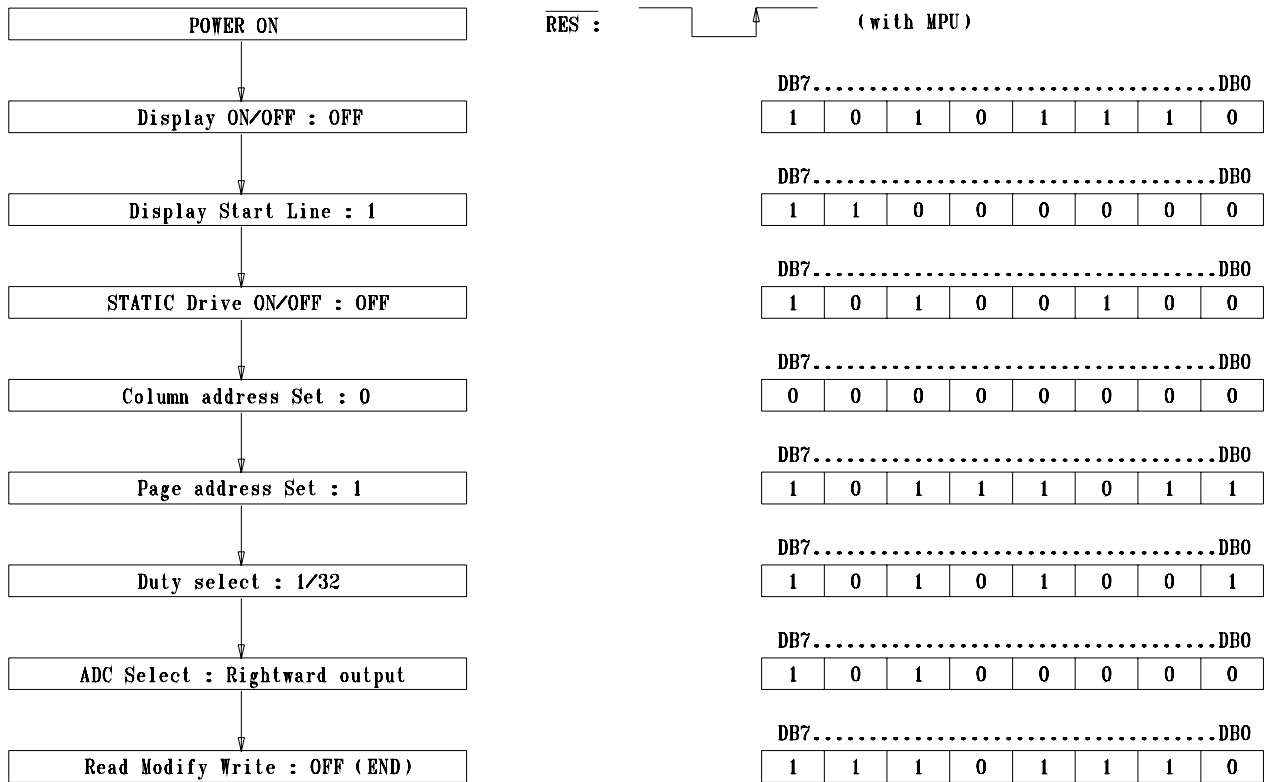 POWER ON
RES : (with MPU)
DB7....................................DB0
Display ON/OFF : OFF
1 0 1 0 1 1 1 0
DB7....................................DB0
Display Start Line : 1
1 1 0 0 0 0 0 0
DB7....................................DB0
STATIC Drive ON/OFF : OFF
1 0 1 0 0 1 0 0
DB7....................................DB0
Column address Set : 0
0 0 0 0 0 0 0 0
DB7....................................DB0
Page address Set : 1
1 0 1 1 1 0 1 1
DB7....................................DB0
Duty select : 1/32
1 0 1 0 1 0 0 1
DB7....................................DB0
ADC Select : Rightward output
1 0 1 0 0 0 0 0
DB7....................................DB0
Read Modify Write : OFF (END)
1 1 1 0 1 1 1 0